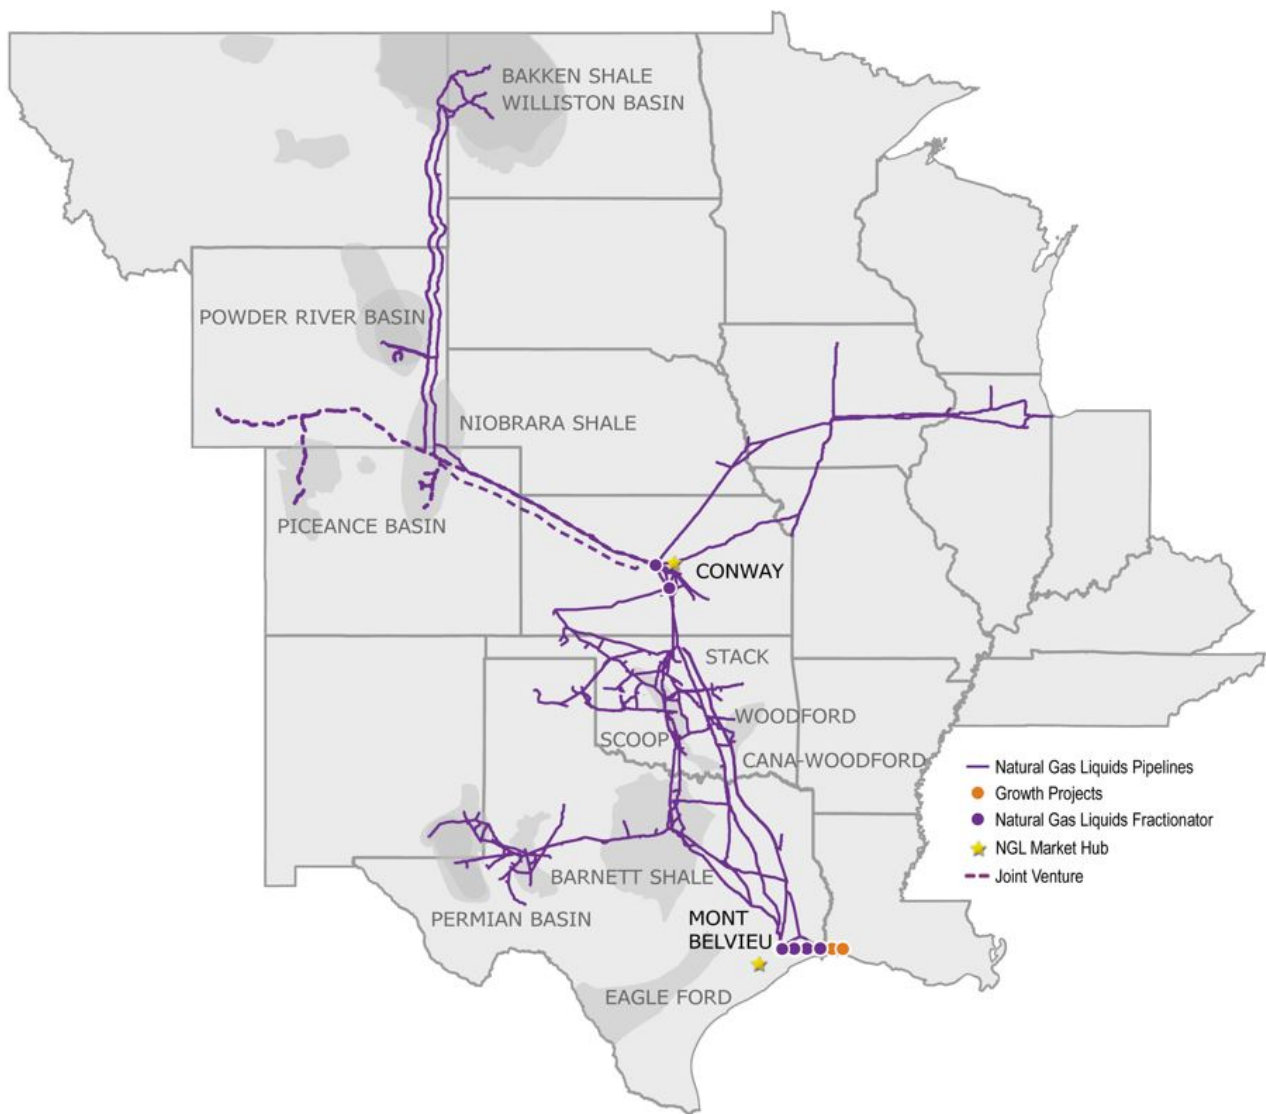 BAKKEN SHALE
WILLISTON BASIN
POWDER RIVER BASIN
NIOBRARA SHALE
PICEANCE BASIN
CONWAY
STACK
WOODFORD
SCOOP
CANA-WOODFORD
Natural Gas Liquids Pipelines
Growth Projects
Natural Gas Liquids Fractionator
NGL Market Hub
Joint Venture
BARNETT SHALE
PERMIAN BASIN
MONT
BELVIEU
EAGLE FORD